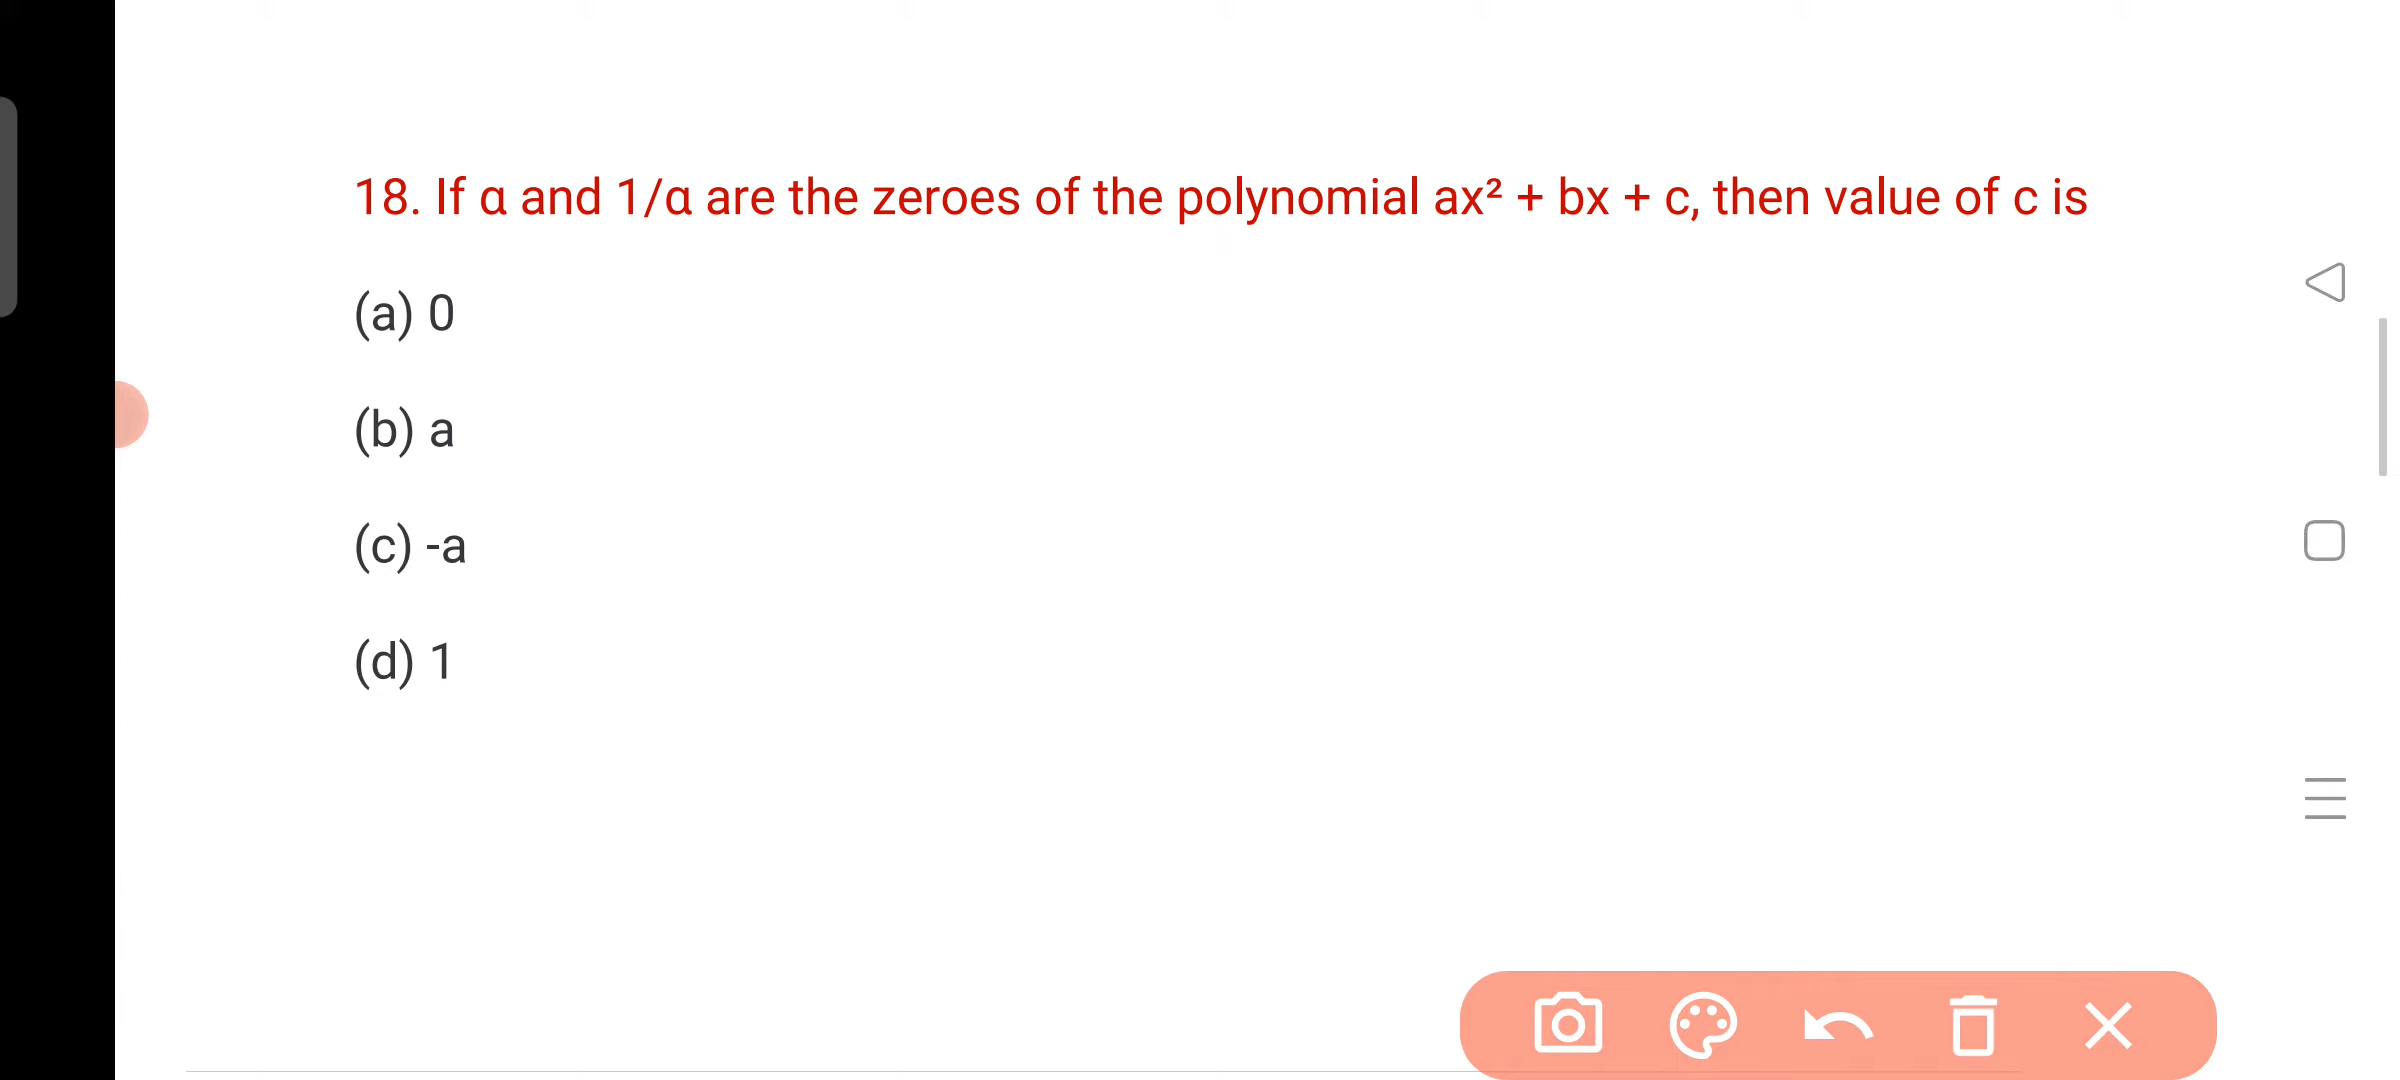 18. If α and 1/α are the zeroes of the polynomial ax² + bx + c, then value of c is
(a) 0
(b) a
(c) -a
(d) 1